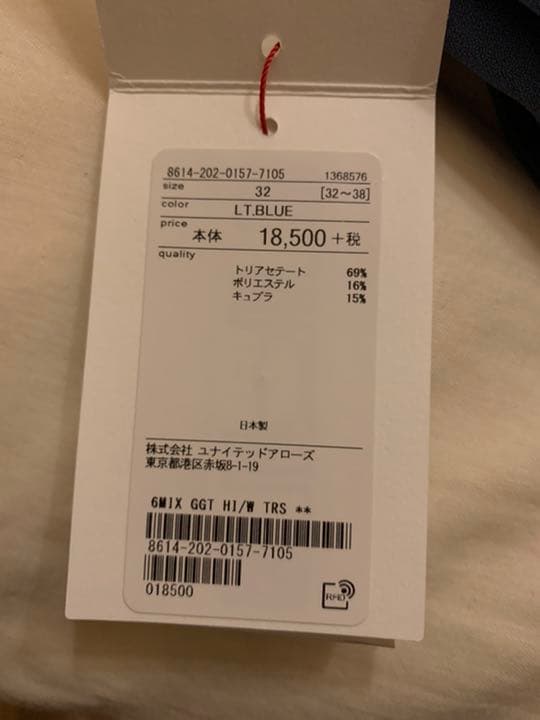 8614-202-0157-7105 1368576
size 32 [32〜38]
color LT.BLUE
price 本体 18,500 +税
quality
トリアセテート 69%
ポリエステル 16%
キュプラ 15%
日本製
株式会社 ユナイテッドアローズ
東京都港区赤坂8-1-19
6MIX GGT HI/W TRS **
8614-202-0157-7105
018500
RFID